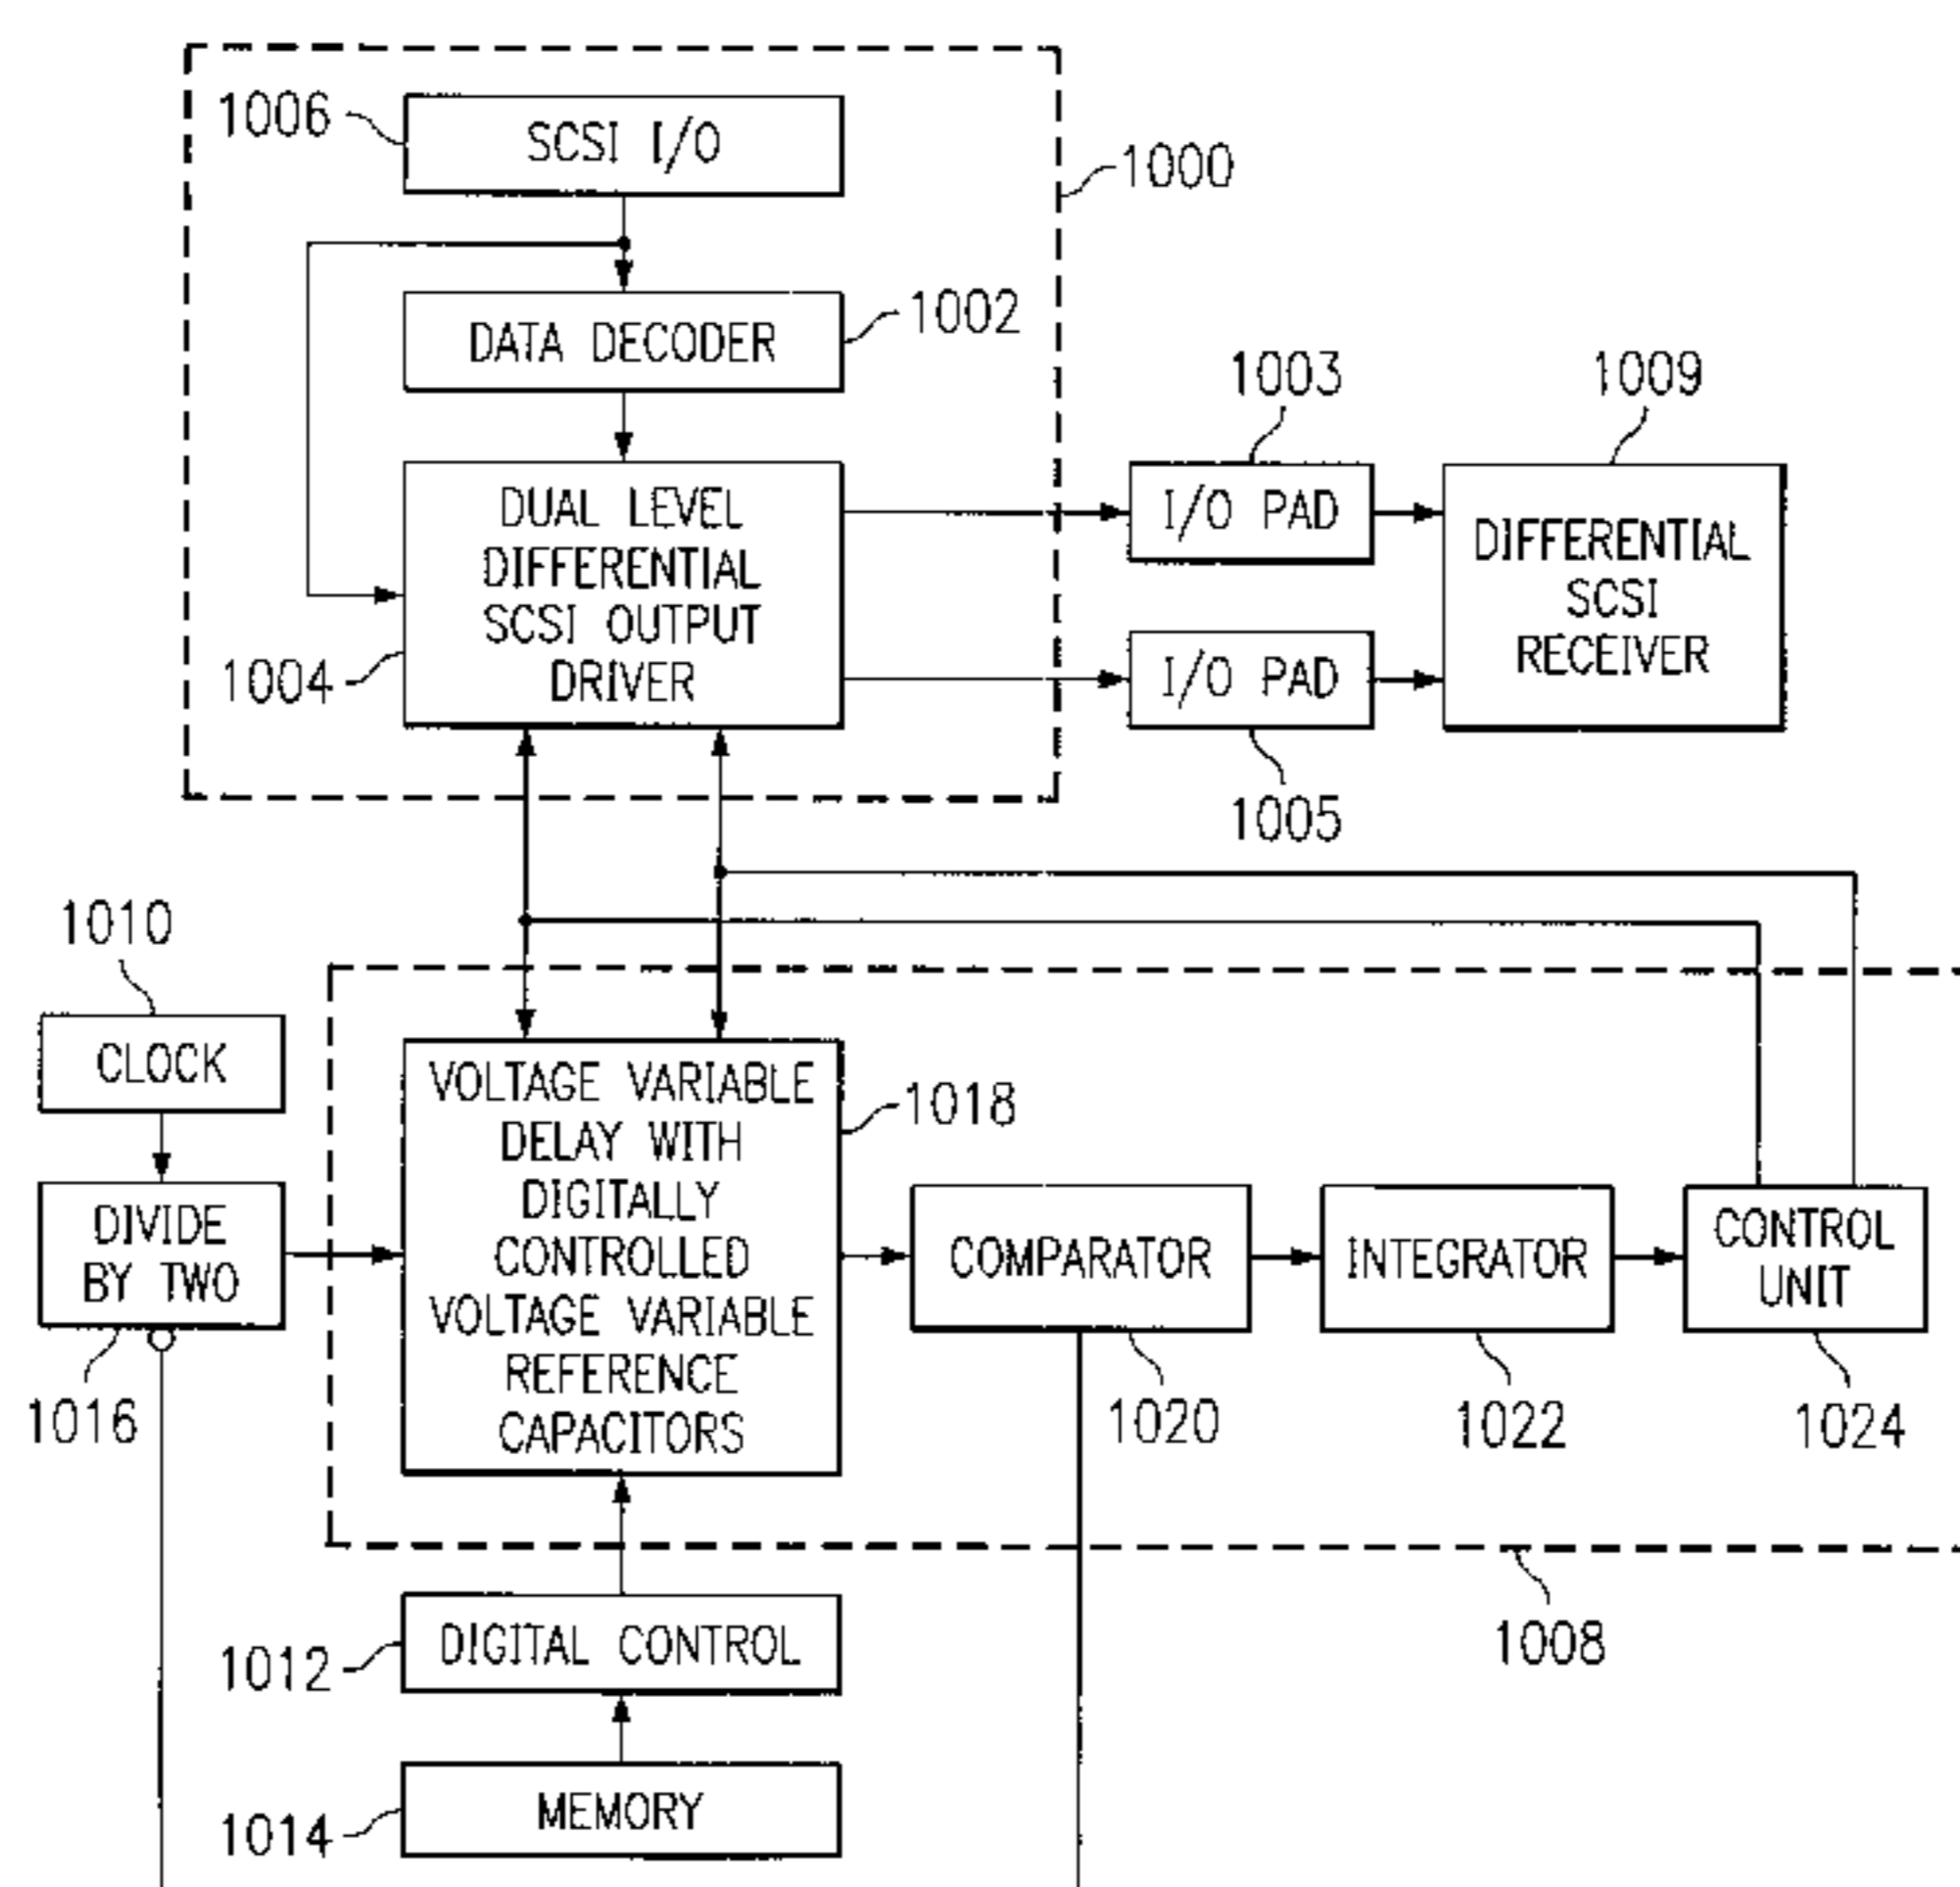 1006
SCSI I/O
1000
DATA DECODER
1002
1003
1009
DUAL LEVEL
DIFFERENTIAL
SCSI OUTPUT
DRIVER
1004
I/O PAD
DIFFERENTIAL
SCSI
RECEIVER
I/O PAD
1005
1010
CLOCK
VOLTAGE VARIABLE
DELAY WITH
DIGITALLY
CONTROLLED
VOLTAGE VARIABLE
REFERENCE
CAPACITORS
1018
DIVIDE
BY TWO
1016
COMPARATOR
1020
INTEGRATOR
1022
CONTROL
UNIT
1024
1008
DIGITAL CONTROL
1012
MEMORY
1014